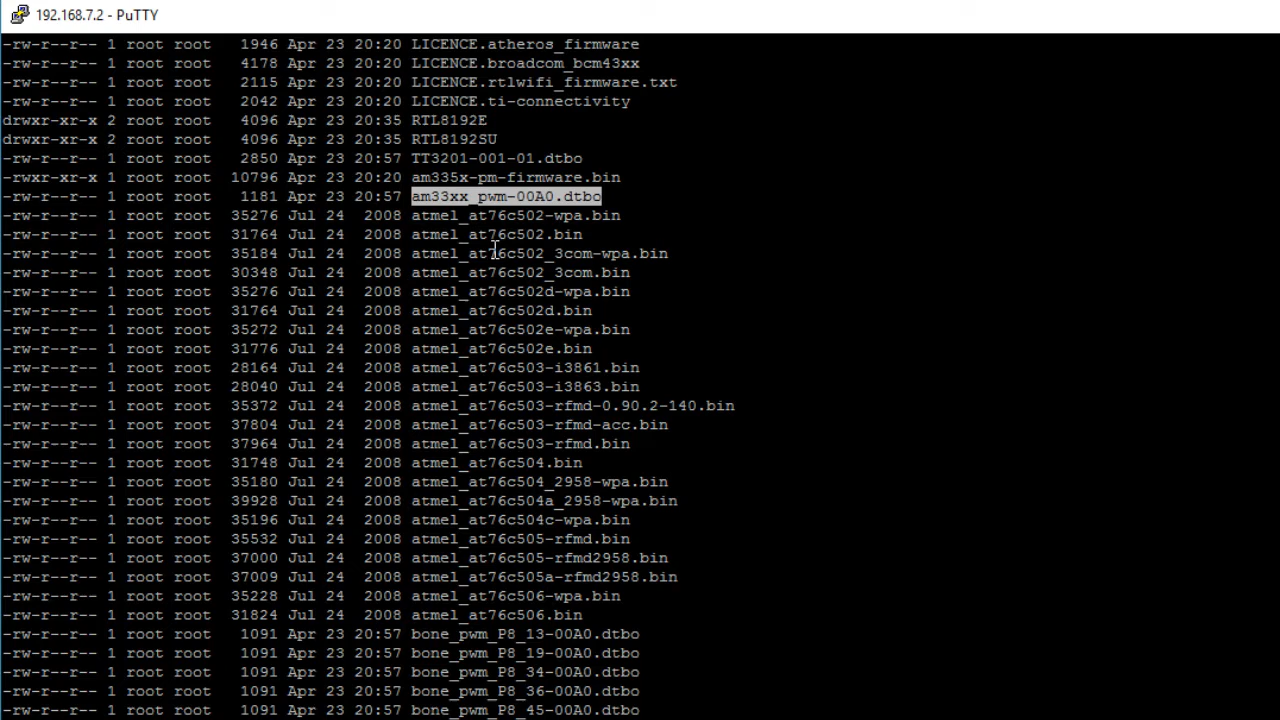 192.168.7.2 - PuTTY
-rw-r--r-- 1 root root   1946 Apr 23 20:20 LICENCE.atheros_firmware
-rw-r--r-- 1 root root   4178 Apr 23 20:20 LICENCE.broadcom_bcm43xx
-rw-r--r-- 1 root root   2115 Apr 23 20:20 LICENCE.rtlwifi_firmware.txt
-rw-r--r-- 1 root root   2042 Apr 23 20:20 LICENCE.ti-connectivity
drwxr-xr-x 2 root root   4096 Apr 23 20:35 RTL8192E
drwxr-xr-x 2 root root   4096 Apr 23 20:35 RTL8192SU
-rw-r--r-- 1 root root   2850 Apr 23 20:57 TT3201-001-01.dtbo
-rwxr-xr-x 1 root root  10796 Apr 23 20:20 am335x-pm-firmware.bin
-rw-r--r-- 1 root root   1181 Apr 23 20:57 am33xx_pwm-00A0.dtbo
-rw-r--r-- 1 root root  35276 Jul 24  2008 atmel_at76c502-wpa.bin
-rw-r--r-- 1 root root  31764 Jul 24  2008 atmel_at76c502.bin
-rw-r--r-- 1 root root  35184 Jul 24  2008 atmel_at76c502_3com-wpa.bin
-rw-r--r-- 1 root root  30348 Jul 24  2008 atmel_at76c502_3com.bin
-rw-r--r-- 1 root root  35276 Jul 24  2008 atmel_at76c502d-wpa.bin
-rw-r--r-- 1 root root  31764 Jul 24  2008 atmel_at76c502d.bin
-rw-r--r-- 1 root root  35272 Jul 24  2008 atmel_at76c502e-wpa.bin
-rw-r--r-- 1 root root  31776 Jul 24  2008 atmel_at76c502e.bin
-rw-r--r-- 1 root root  28164 Jul 24  2008 atmel_at76c503-i3861.bin
-rw-r--r-- 1 root root  28040 Jul 24  2008 atmel_at76c503-i3863.bin
-rw-r--r-- 1 root root  35372 Jul 24  2008 atmel_at76c503-rfmd-0.90.2-140.bin
-rw-r--r-- 1 root root  37804 Jul 24  2008 atmel_at76c503-rfmd-acc.bin
-rw-r--r-- 1 root root  37964 Jul 24  2008 atmel_at76c503-rfmd.bin
-rw-r--r-- 1 root root  31748 Jul 24  2008 atmel_at76c504.bin
-rw-r--r-- 1 root root  35180 Jul 24  2008 atmel_at76c504_2958-wpa.bin
-rw-r--r-- 1 root root  39928 Jul 24  2008 atmel_at76c504a_2958-wpa.bin
-rw-r--r-- 1 root root  35196 Jul 24  2008 atmel_at76c504c-wpa.bin
-rw-r--r-- 1 root root  35532 Jul 24  2008 atmel_at76c505-rfmd.bin
-rw-r--r-- 1 root root  37000 Jul 24  2008 atmel_at76c505-rfmd2958.bin
-rw-r--r-- 1 root root  37009 Jul 24  2008 atmel_at76c505a-rfmd2958.bin
-rw-r--r-- 1 root root  35228 Jul 24  2008 atmel_at76c506-wpa.bin
-rw-r--r-- 1 root root  31824 Jul 24  2008 atmel_at76c506.bin
-rw-r--r-- 1 root root   1091 Apr 23 20:57 bone_pwm_P8_13-00A0.dtbo
-rw-r--r-- 1 root root   1091 Apr 23 20:57 bone_pwm_P8_19-00A0.dtbo
-rw-r--r-- 1 root root   1091 Apr 23 20:57 bone_pwm_P8_34-00A0.dtbo
-rw-r--r-- 1 root root   1091 Apr 23 20:57 bone_pwm_P8_36-00A0.dtbo
-rw-r--r-- 1 root root   1091 Apr 23 20:57 bone_pwm_P8_45-00A0.dtbo